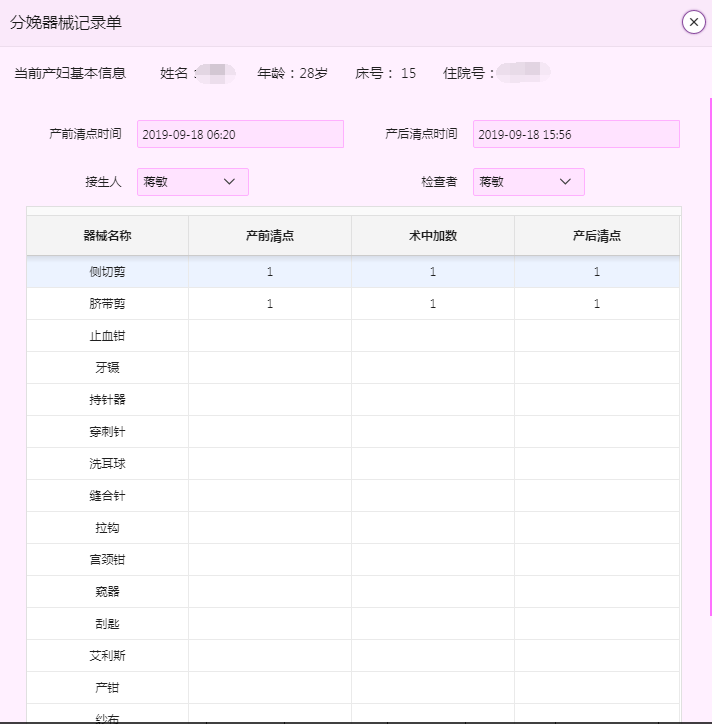 分娩器械记录单
当前产妇基本信息 姓名： 年龄：28岁 床号： 15 住院号：
产前清点时间 2019-09-18 06:20 产后清点时间 2019-09-18 15:56
接生人 蒋敏 检查者 蒋敏
器械名称 产前清点 术中加数 产后清点
侧切剪 1 1 1
脐带剪 1 1 1
止血钳
牙镊
持针器
穿刺针
洗耳球
缝合针
拉钩
宫颈钳
窥器
刮匙
艾利斯
产钳
纱布